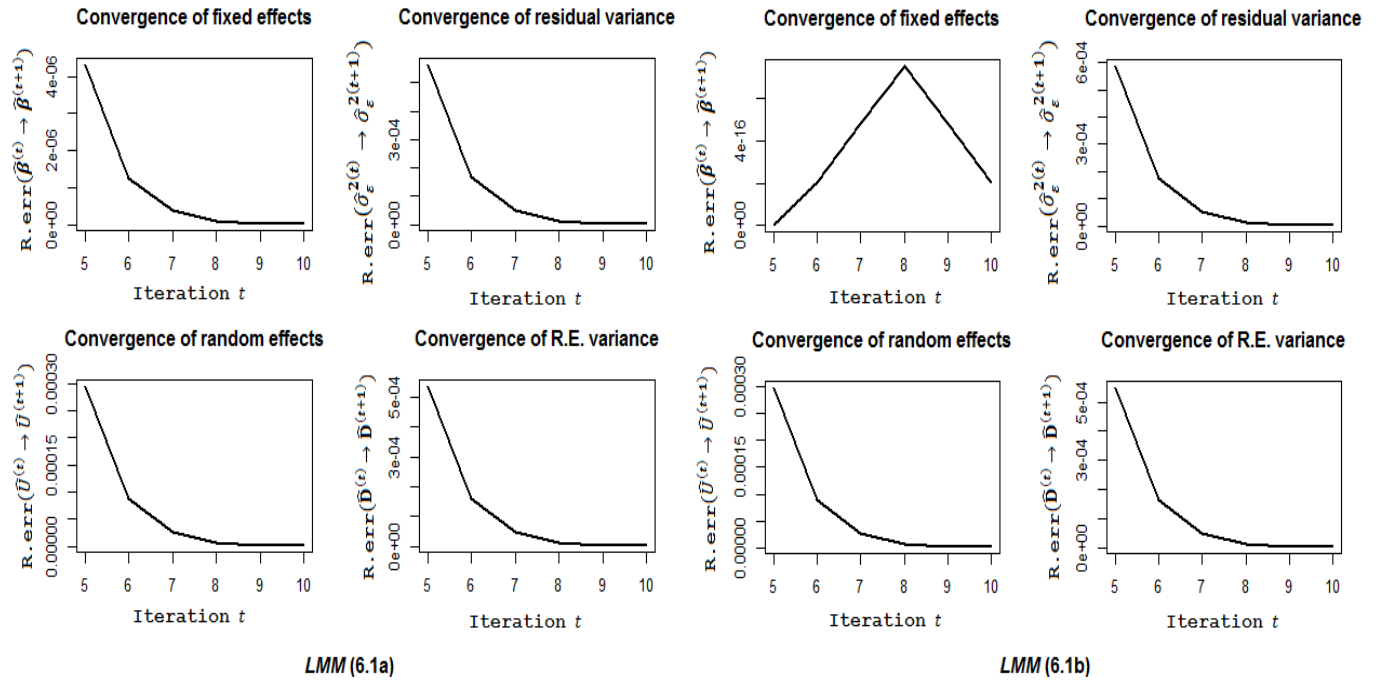 Convergence of fixed effects
R.err(β̂^(t) → β̂^(t+1))
4e-06
2e-06
0e+00
5 6 7 8 9 10
Iteration t
Convergence of residual variance
R.err(σ̂_ε^2(t) → σ̂_ε^2(t+1))
3e-04
0e+00
5 6 7 8 9 10
Iteration t
Convergence of random effects
R.err(Û^(t) → Û^(t+1))
0.00030
0.00015
0.00000
5 6 7 8 9 10
Iteration t
Convergence of R.E. variance
R.err(D̂^(t) → D̂^(t+1))
5e-04
3e-04
0e+00
5 6 7 8 9 10
Iteration t
LMM (6.1a)
Convergence of fixed effects
R.err(β̂^(t) → β̂^(t+1))
4e-16
0e+00
5 6 7 8 9 10
Iteration t
Convergence of residual variance
R.err(σ̂_ε^2(t) → σ̂_ε^2(t+1))
6e-04
3e-04
0e+00
5 6 7 8 9 10
Iteration t
Convergence of random effects
R.err(Û^(t) → Û^(t+1))
0.00030
0.00015
0.00000
5 6 7 8 9 10
Iteration t
Convergence of R.E. variance
R.err(D̂^(t) → D̂^(t+1))
5e-04
3e-04
0e+00
5 6 7 8 9 10
Iteration t
LMM (6.1b)